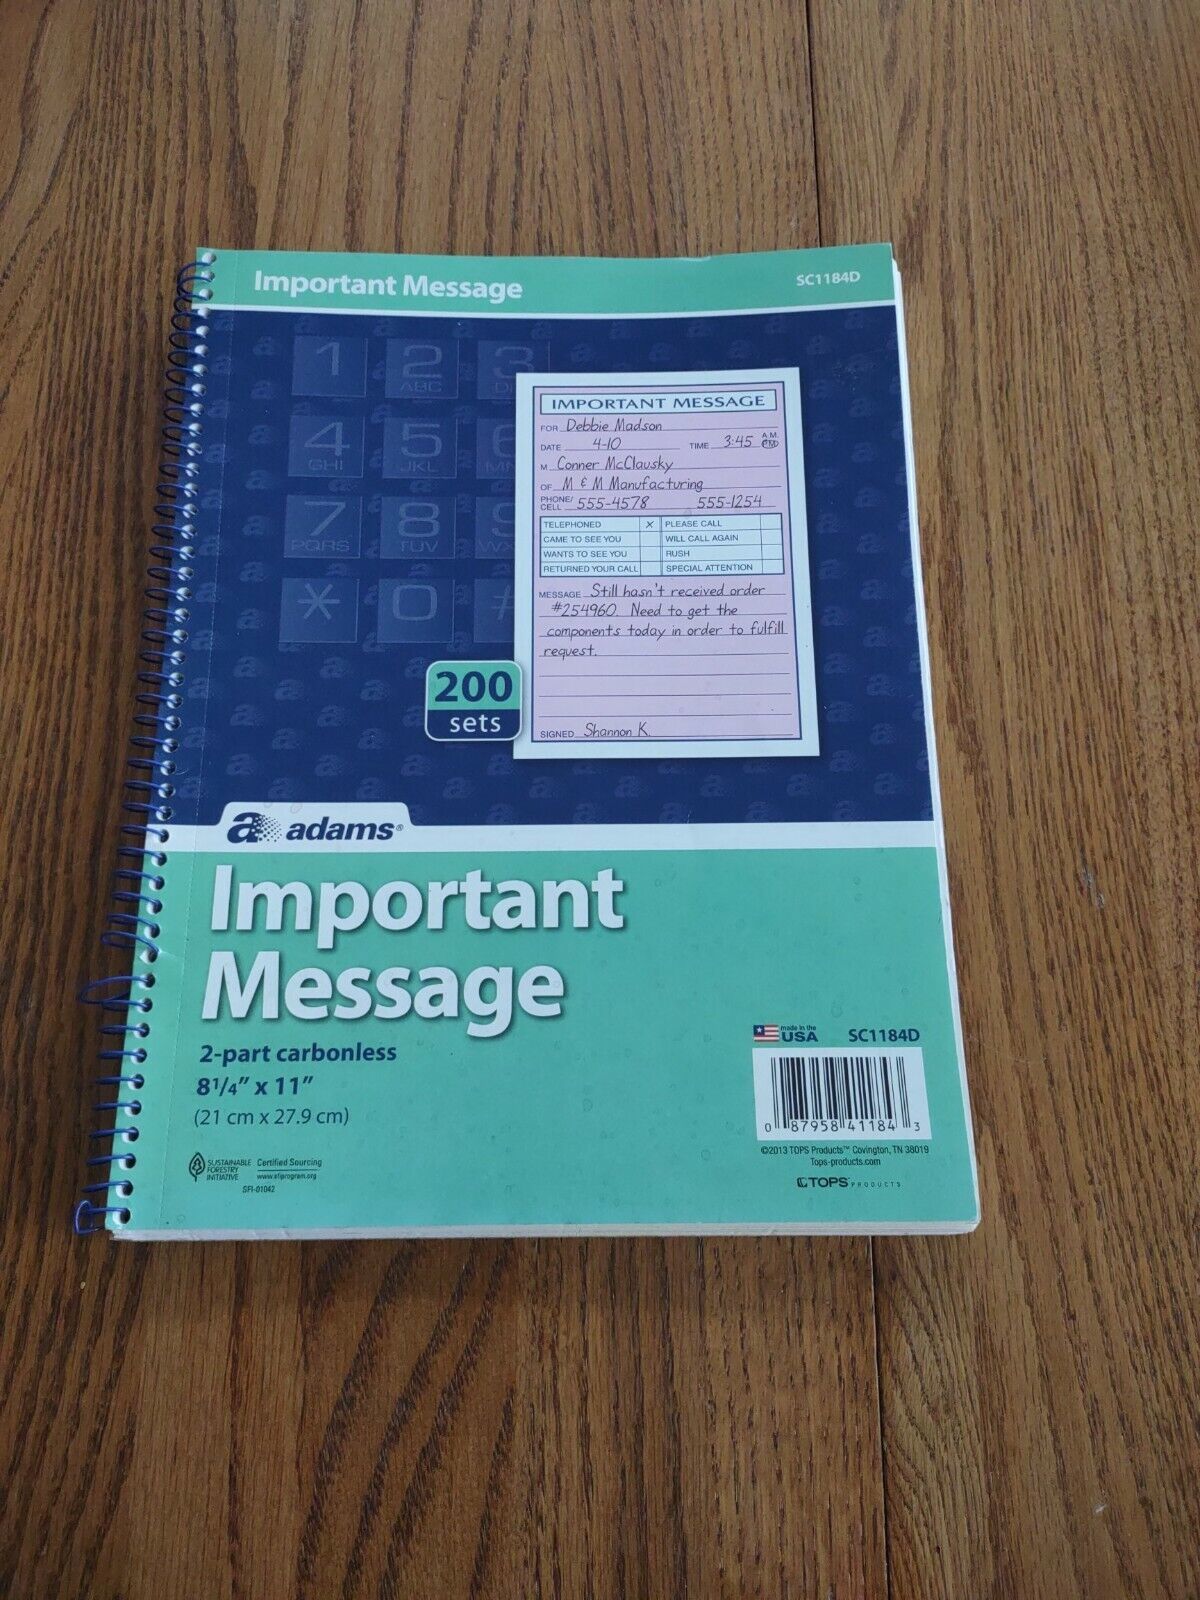 Important Message
SC1184D
1
2
ABC
3
4
GHI
5
JKL
6
7
PQRS
8
TUV
9
*
0
#
IMPORTANT MESSAGE
FOR Debbie Madson
DATE 4-10 TIME 3:45 A.M. P.M.
M Conner McClausky
OF M & M Manufacturing
PHONE/CELL 555-4578 555-1254
TELEPHONED X PLEASE CALL
CAME TO SEE YOU WILL CALL AGAIN
WANTS TO SEE YOU RUSH
RETURNED YOUR CALL SPECIAL ATTENTION
MESSAGE Still hasn't received order
#254960. Need to get the
components today in order to fulfill
request.
SIGNED Shannon K.
200
sets
a adams®
Important
Message
2-part carbonless
8 1/4" x 11"
(21 cm x 27.9 cm)
SUSTAINABLE
FORESTRY
INITIATIVE
Certified Sourcing
www.sfiprogram.org
SFI-01042
made in the
USA
SC1184D
0 87958 41184 3
©2013 TOPS Products™ Covington, TN 38019
Tops-products.com
TOPS PRODUCTS